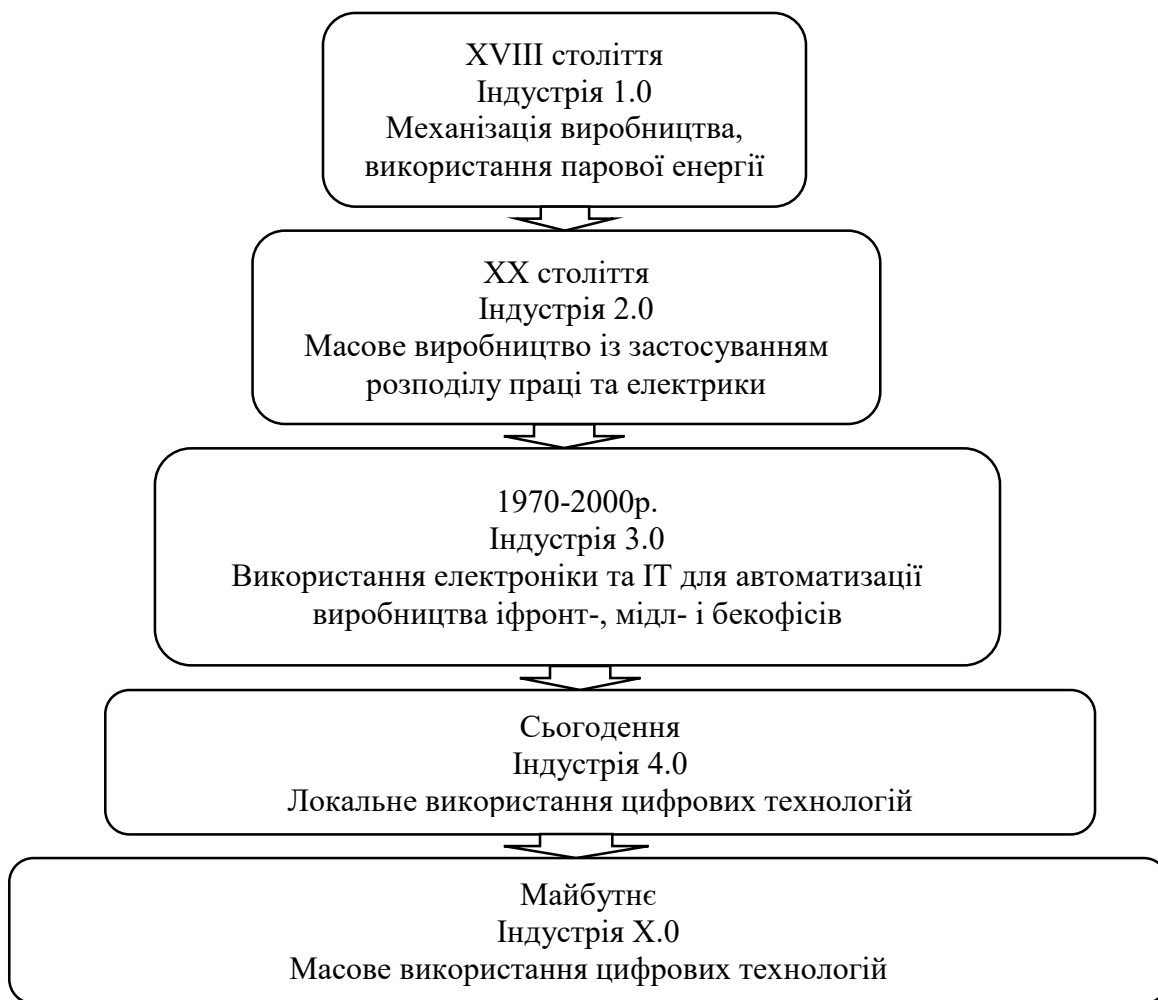 XVIII століття
Індустрія 1.0
Механізація виробництва,
використання парової енергії
XX століття
Індустрія 2.0
Масове виробництво із застосуванням
розподілу праці та електрики
1970-2000р.
Індустрія 3.0
Використання електроніки та ІТ для автоматизації
виробництва іфронт-, мідл- і бекофісів
Сьогодення
Індустрія 4.0
Локальне використання цифрових технологій
Майбутнє
Індустрія X.0
Масове використання цифрових технологій